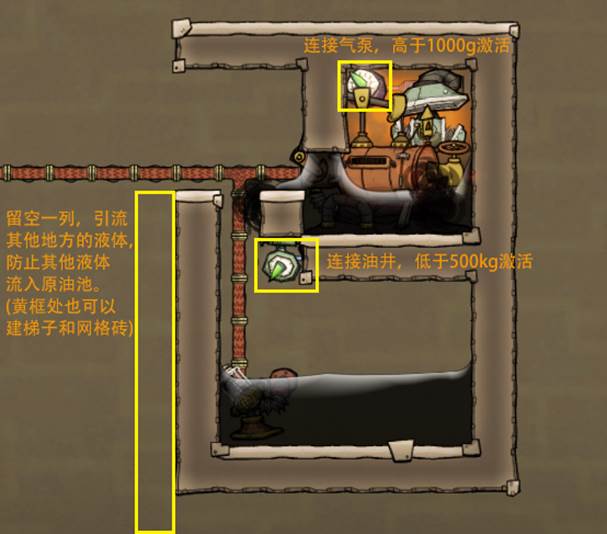 连接气泵，高于1000g激活
留空一列，引流
其他地方的液体，
防止其他液体
流入原油池。
(黄框处也可以
建梯子和网格砖)
连接油井，低于500kg激活